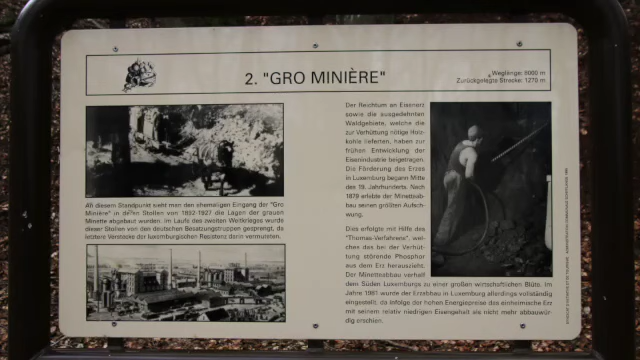 2. "GRO MINIÈRE"
Weglänge: 6000 m
Zurückgelegte Strecke: 1270 m
An diesem Standpunkt sieht man den ehemaligen Eingang der "Gro
Minière" in deren Stollen von 1892-1927 die Lagen der grauen
Minette abgebaut wurden. Im Laufe des zweiten Weltkrieges wurde
dieser Stollen von den deutschen Besatzungstruppen gesprengt, da
letztere Verstecke der luxemburgischen Resistenz darin vermuteten.
Der Reichtum an Eisenerz
sowie die ausgedehnten
Waldgebiete, welche die
zur Verhüttung nötige Holz-
kohle lieferten, haben zur
frühen Entwicklung der
Eisenindustrie beigetragen.
Die Förderung des Erzes
in Luxemburg begann Mitte
des 19. Jahrhunderts. Nach
1879 erlebte der Minetteab-
bau seinen größten Aufsch-
wung.
Dies erfolgte mit Hilfe des
"Thomas-Verfahrens", wel-
ches das bei der Verhüt-
tung störende Phosphor
aus dem Erz herauszieht.
Der Minetteabbau verhalf
dem Süden Luxemburgs zu einer großen wirtschaftlichen Blüte. Im
Jahre 1981 wurde der Erzabbau in Luxemburg allerdings vollständig
eingestellt, da infolge der hohen Energiepreise das einheimische Erz
mit seinem relativ niedrigen Eisengehalt als nicht mehr abbauwür-
dig erschien.